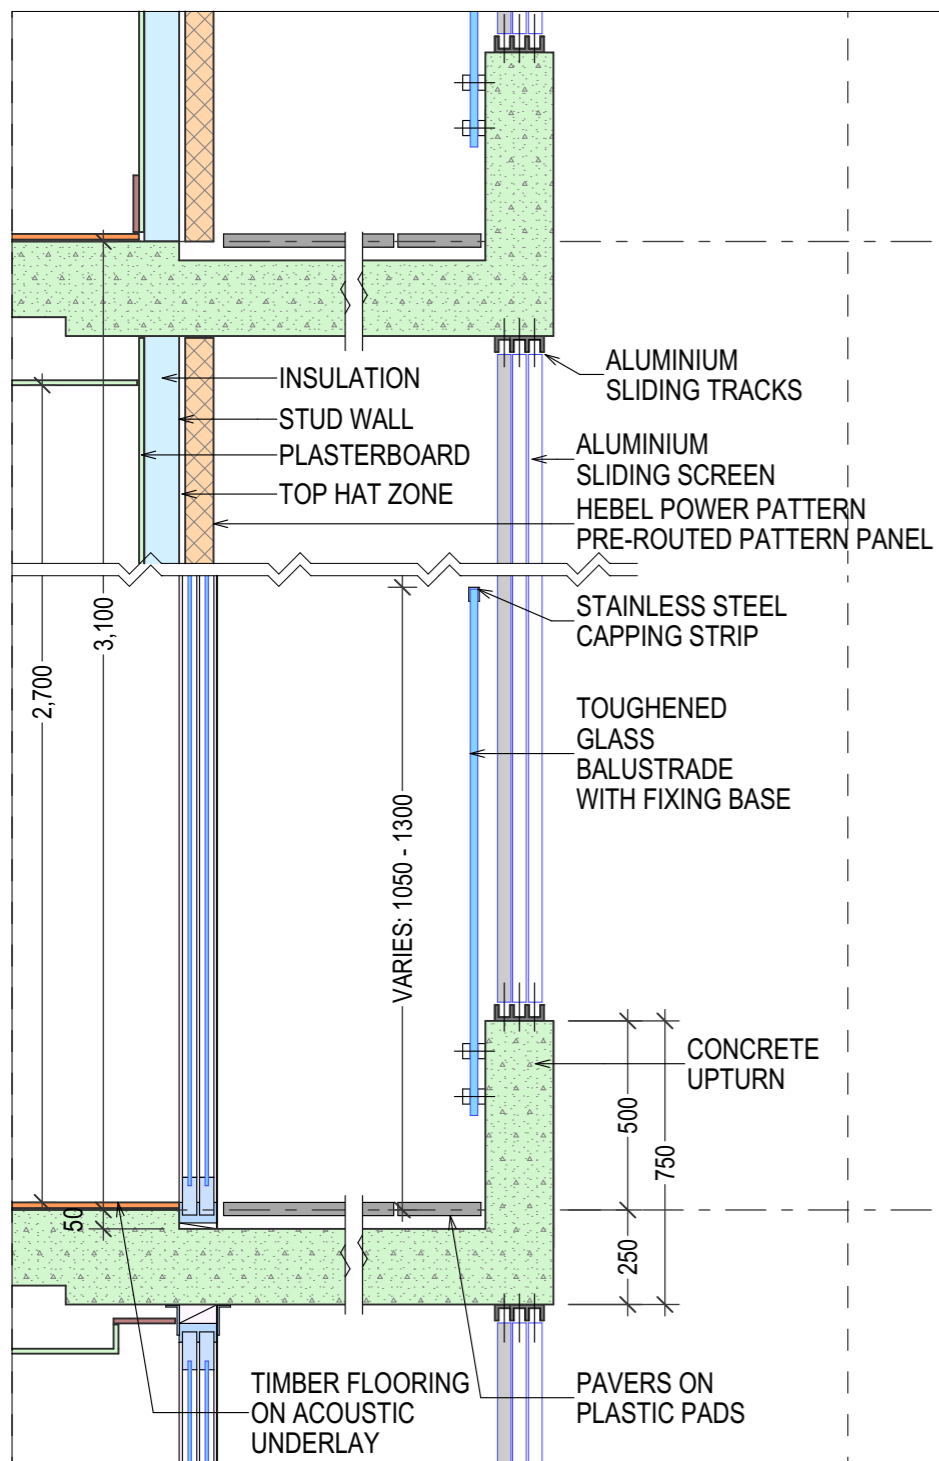 INSULATION
STUD WALL
PLASTERBOARD
TOP HAT ZONE
ALUMINIUM
SLIDING TRACKS
ALUMINIUM
SLIDING SCREEN
HEBEL POWER PATTERN
PRE-ROUTED PATTERN PANEL
STAINLESS STEEL
CAPPING STRIP
TOUGHENED
GLASS
BALUSTRADE
WITH FIXING BASE
2,700
3,100
VARIES: 1050 - 1300
CONCRETE
UPTURN
500
750
250
50
TIMBER FLOORING
ON ACOUSTIC
UNDERLAY
PAVERS ON
PLASTIC PADS